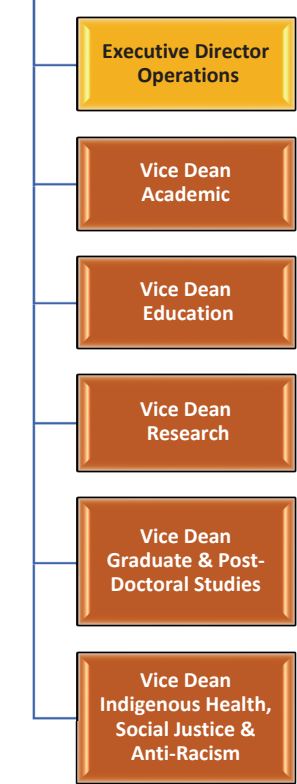 Executive Director
Operations
Vice Dean
Academic
Vice Dean
Education
Vice Dean
Research
Vice Dean
Graduate & Post-
Doctoral Studies
Vice Dean
Indigenous Health,
Social Justice &
Anti-Racism